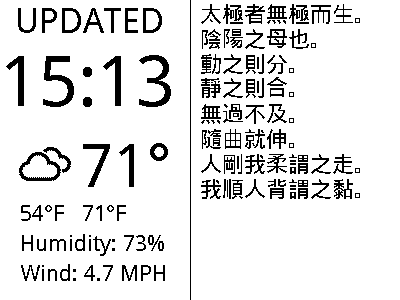 UPDATED
15:13
71°
54°F 71°F
Humidity: 73%
Wind: 4.7 MPH
太極者無極而生。
陰陽之母也。
動之則分。
靜之則合。
無過不及。
隨曲就伸。
人剛我柔謂之走。
我順人背謂之黏。